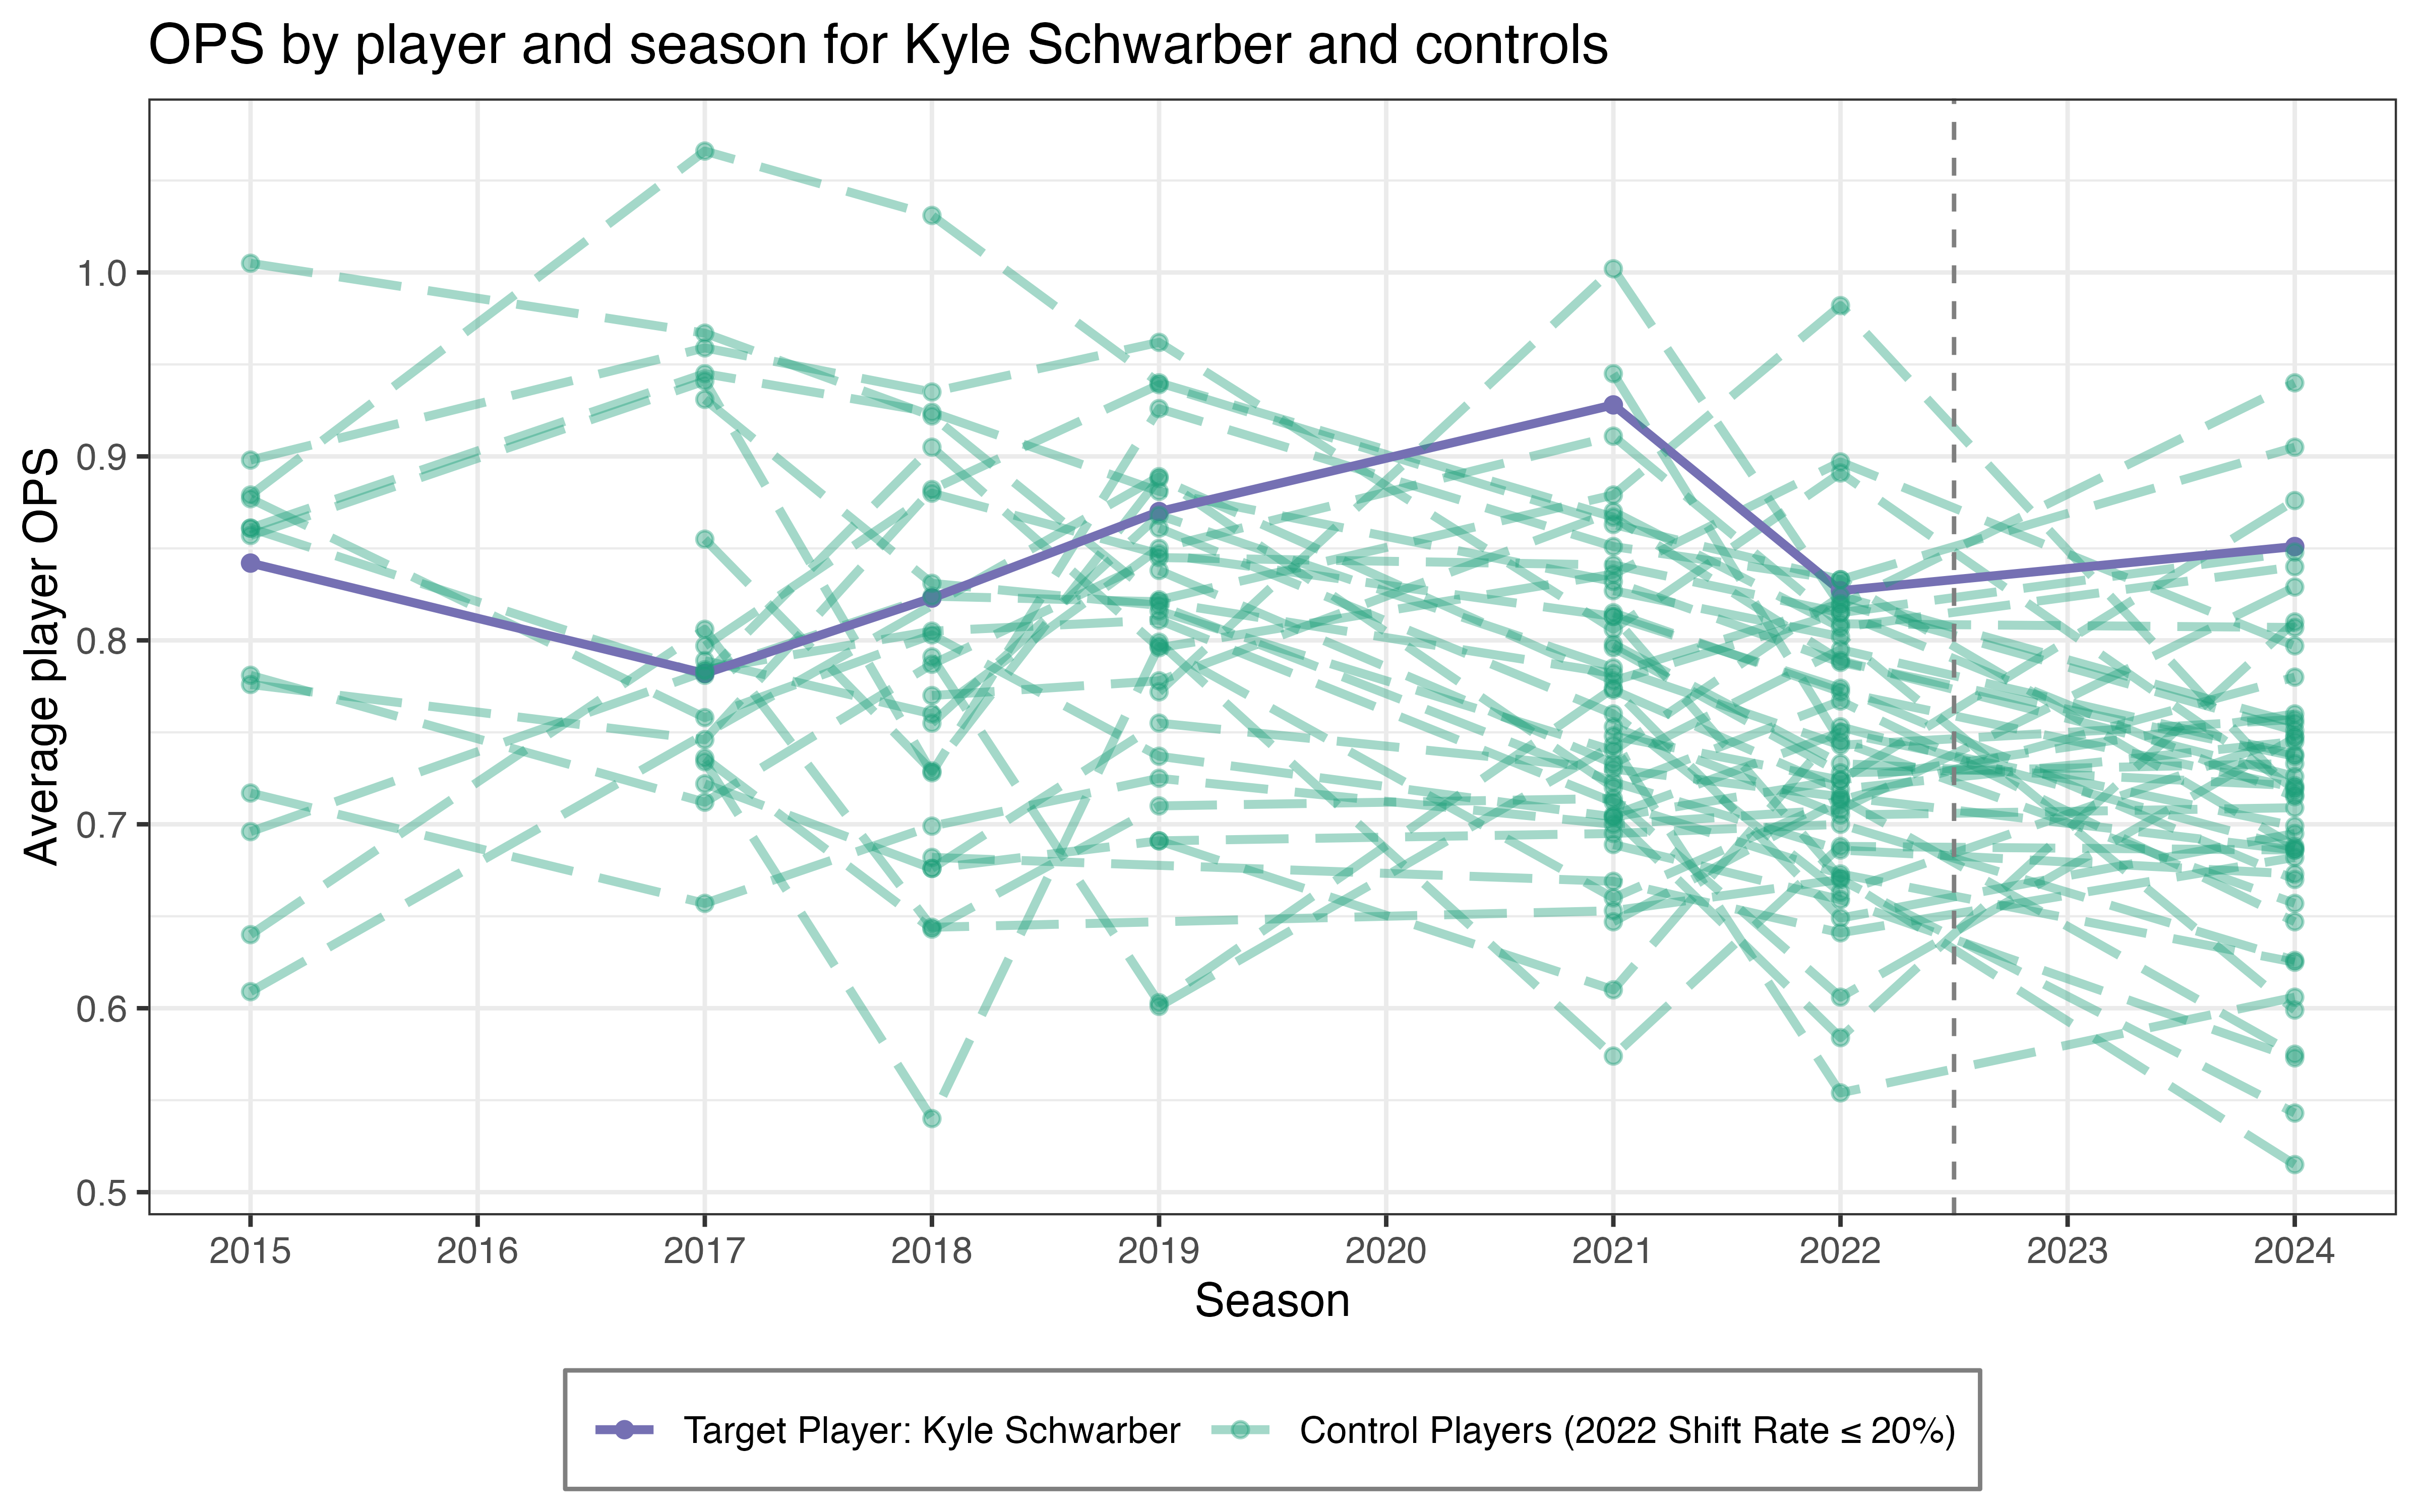 OPS by player and season for Kyle Schwarber and controls
Average player OPS
1.0
0.9
0.8
0.7
0.6
0.5
2015 2016 2017 2018 2019 2020 2021 2022 2023 2024
Season
Target Player: Kyle Schwarber Control Players (2022 Shift Rate ≤ 20%)